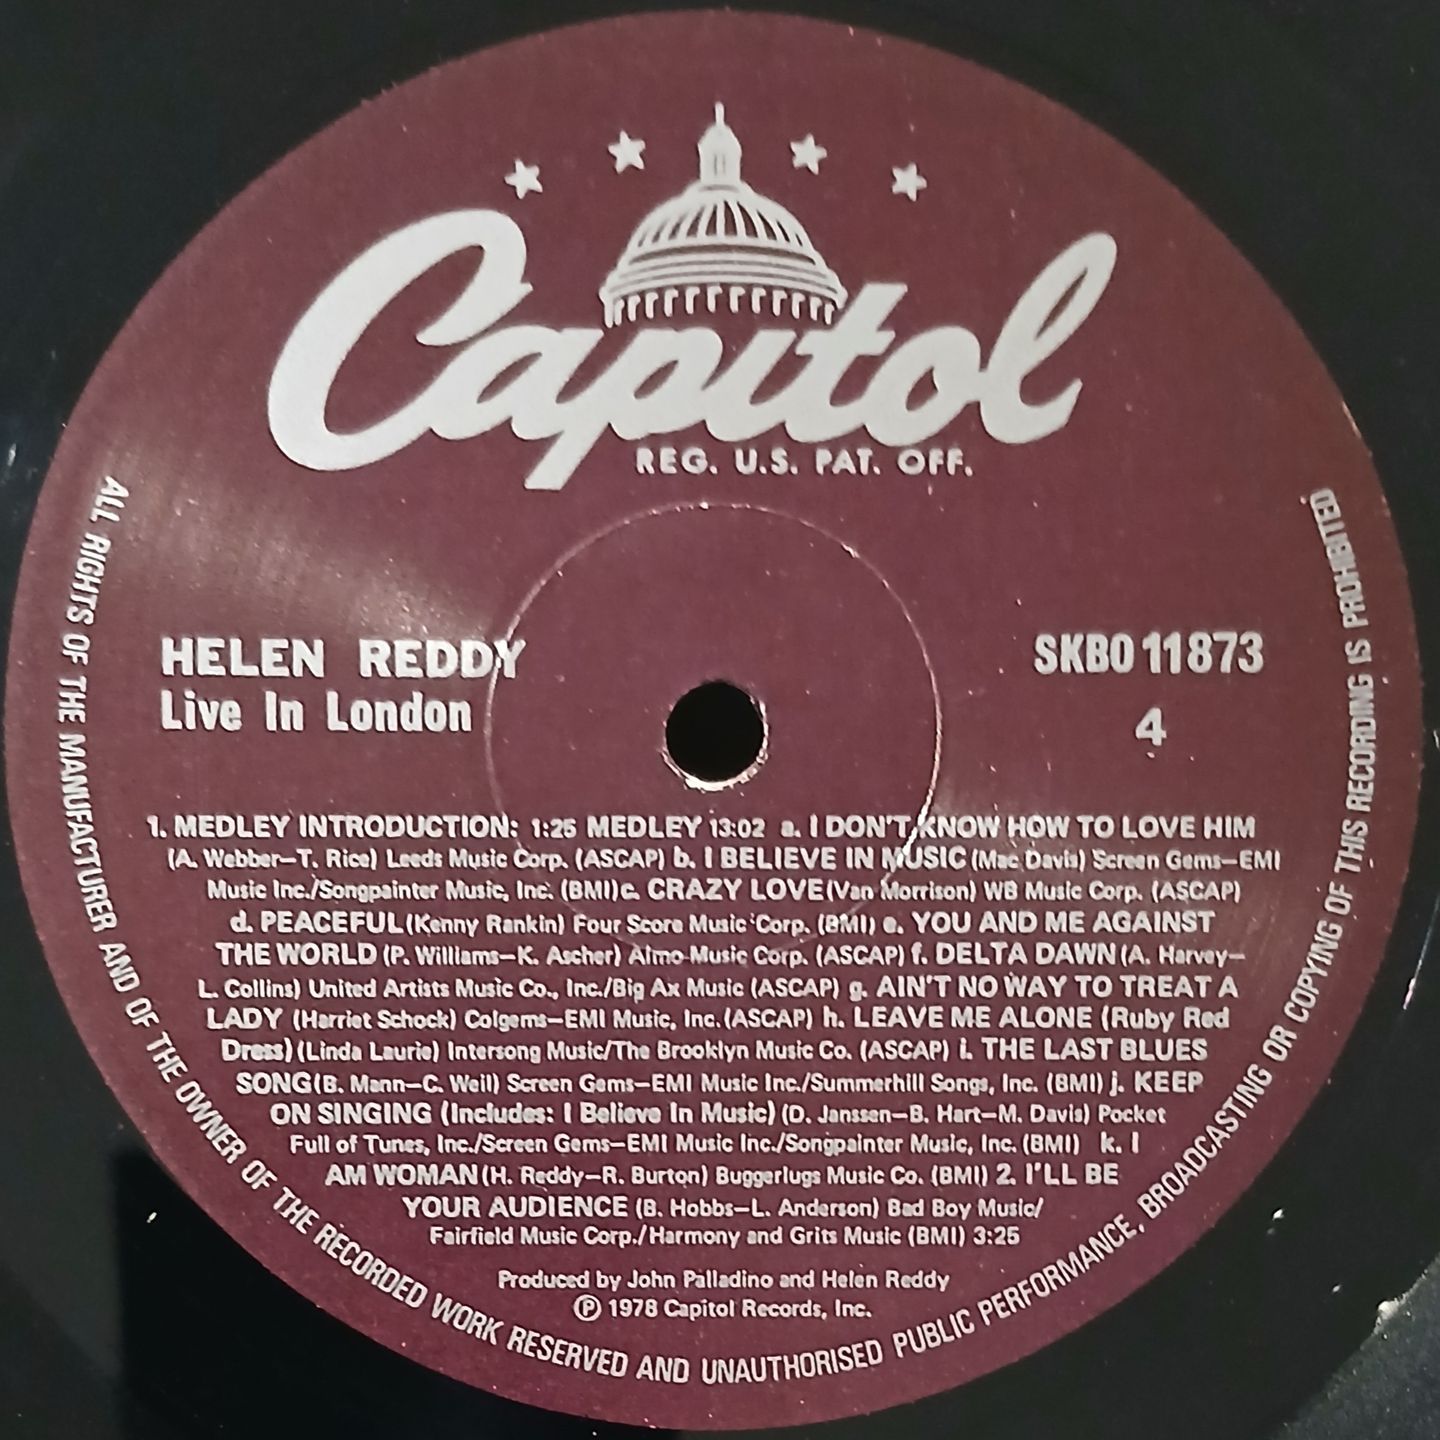 Capitol
REG. U.S. PAT. OFF.
HELEN REDDY
Live In London
SKBO 11873
4
1. MEDLEY INTRODUCTION: 1:25 MEDLEY 13:02 a. I DON'T KNOW HOW TO LOVE HIM
(A. Webber–T. Rice) Leeds Music Corp. (ASCAP) b. I BELIEVE IN MUSIC (Mac Davis) Screen Gems–EMI
Music Inc./Songpainter Music, Inc. (BMI) c. CRAZY LOVE (Van Morrison) WB Music Corp. (ASCAP)
d. PEACEFUL (Kenny Rankin) Four Score Music Corp. (BMI) e. YOU AND ME AGAINST
THE WORLD (P. Williams–K. Ascher) Almo Music Corp. (ASCAP) f. DELTA DAWN (A. Harvey–
L. Collins) United Artists Music Co., Inc./Big Ax Music (ASCAP) g. AIN'T NO WAY TO TREAT A
LADY (Harriet Schock) Colgems–EMI Music, Inc. (ASCAP) h. LEAVE ME ALONE (Ruby Red
Dress) (Linda Laurie) Intersong Music/The Brooklyn Music Co. (ASCAP) i. THE LAST BLUES
SONG (B. Mann–C. Weil) Screen Gems–EMI Music Inc./Summerhill Songs, Inc. (BMI) j. KEEP
ON SINGING (Includes: I Believe In Music) (D. Janssen–B. Hart–M. Davis) Pocket
Full of Tunes, Inc./Screen Gems–EMI Music Inc./Songpainter Music, Inc. (BMI) k. I
AM WOMAN (H. Reddy–R. Burton) Buggerlugs Music Co. (BMI) 2. I'LL BE
YOUR AUDIENCE (B. Hobbs–L. Anderson) Bad Boy Music/
Fairfield Music Corp./Harmony and Grits Music (BMI) 3:25
Produced by John Palladino and Helen Reddy
℗ 1978 Capitol Records, Inc.
ALL RIGHTS OF THE MANUFACTURER AND OF THE OWNER OF THE RECORDED WORK RESERVED AND UNAUTHORISED PUBLIC PERFORMANCE, BROADCASTING OR COPYING OF THIS RECORDING IS PROHIBITED